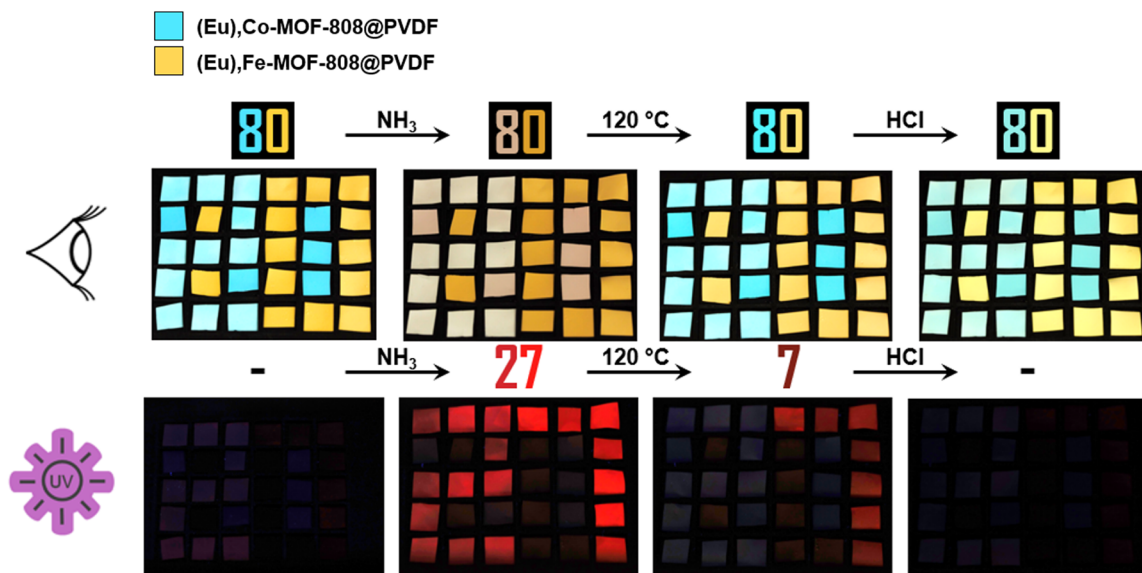 (Eu),Co-MOF-808@PVDF
(Eu),Fe-MOF-808@PVDF
80 NH₃ 80 120 °C 80 HCl 80
- NH₃ 27 120 °C 7 HCl -
UV